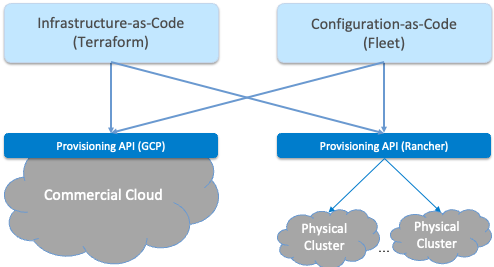 Infrastructure-as-Code
(Terraform)
Configuration-as-Code
(Fleet)
Provisioning API (GCP)
Provisioning API (Rancher)
Commercial Cloud
Physical
Cluster
...
Physical
Cluster